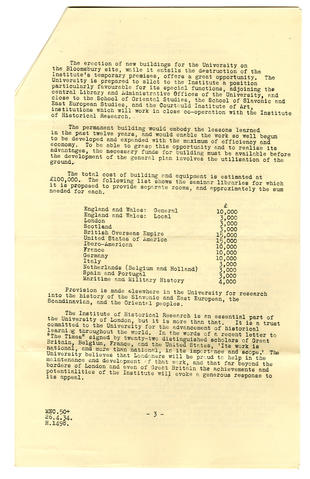 The erection of new buildings for the University on
the Bloomsbury site, while it entails the destruction of the
Institute's temporary premises, offers a great opportunity. The
University is prepared to allot to the Institute a position
particularly favourable for its special functions, adjoining the
central Library and Administrative Offices of the University, and
close to the School of Oriental Studies, the School of Slavonic and
East European Studies, and the Courtauld Institute of Art,
institutions which will work in close co-operation with the Institute
of Historical Research.
The permanent building would embody the lessons learned
in the past twelve years, and would enable the work so well begun
to be developed and expanded with the maximum of efficiency and
economy. To be able to grasp this opportunity and to realise its
advantages, the necessary funds for building must be available before
the development of the general plan involves the utilisation of the
ground.
The total cost of building and equipment is estimated at
£100,000. The following list shows the seminar libraries for which
it is proposed to provide separate rooms, and approximately the sum
needed for each.
£
England and Wales: General 10,000
England and Wales: Local 3,000
London 3,000
Scotland 3,000
British Overseas Empire 15,000
United States of America 15,000
Ibero-American 10,000
France 10,000
Germany 10,000
Italy 3,000
Netherlands (Belgium and Holland) 3,000
Spain and Portugal 3,000
Maritime and Military History 4,000
Provision is made elsewhere in the University for research
into the history of the Slavonic and East European, the
Scandinavian, and the Oriental peoples.
The Institute of Historical Research is an essential part of
the University of London, but it is more than that. It is a trust
committed to the University for the advancement of historical
learning throughout the world. In the words of a recent letter to
"The Times" signed by twenty-two distinguished scholars of Great
Britain, Belgium, France, and the United States, 'Its work is
national, and more than national, in its importance and scope.' The
University believes that Londoners will be proud to help in the
maintenance and development of that work, and that far beyond the
borders of London and even of Great Britain the achievements and
potentialities of the Institute will evoke a generous response to
its appeal.
- 3 -
26.4.34.
H.1498.